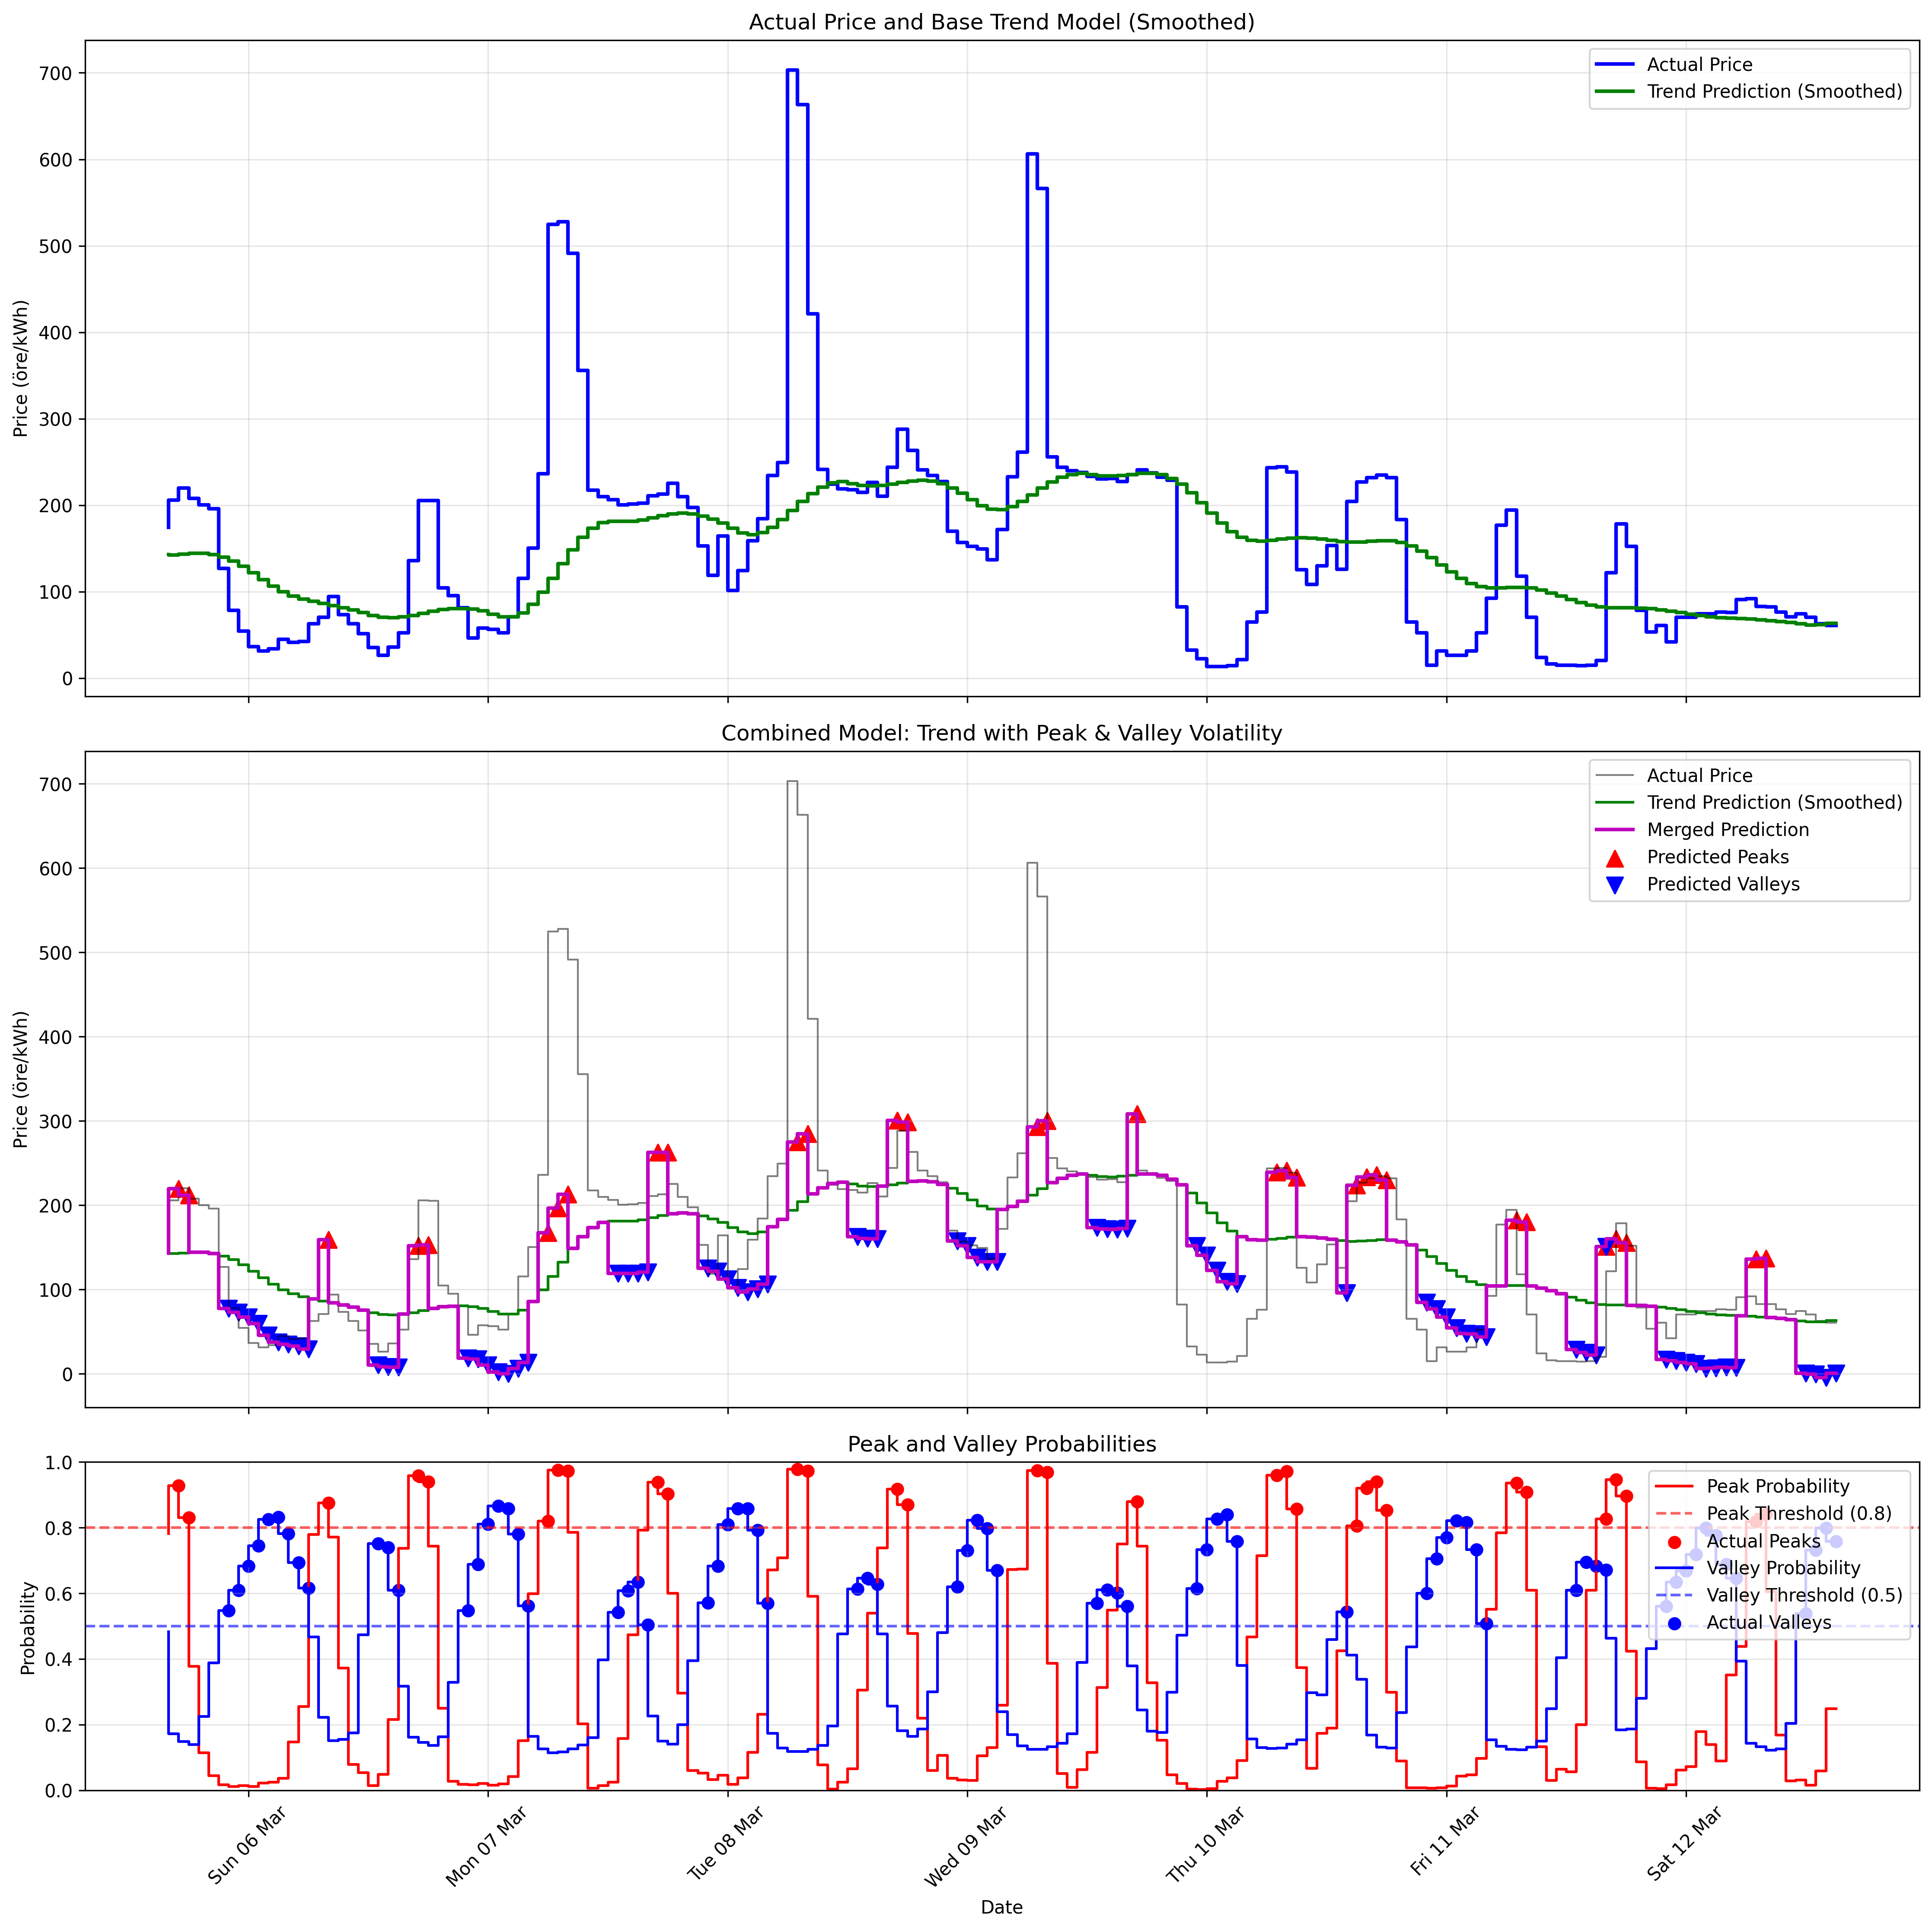 Actual Price and Base Trend Model (Smoothed)
Price (öre/kWh)
700
600
500
400
300
200
100
0
Actual Price
Trend Prediction (Smoothed)
Combined Model: Trend with Peak & Valley Volatility
Price (öre/kWh)
700
600
500
400
300
200
100
0
Actual Price
Trend Prediction (Smoothed)
Merged Prediction
Predicted Peaks
Predicted Valleys
Peak and Valley Probabilities
Probability
1.0
0.8
0.6
0.4
0.2
0.0
Peak Probability
Peak Threshold (0.8)
Actual Peaks
Valley Probability
Valley Threshold (0.5)
Actual Valleys
Sun 06 Mar
Mon 07 Mar
Tue 08 Mar
Wed 09 Mar
Thu 10 Mar
Fri 11 Mar
Sat 12 Mar
Date